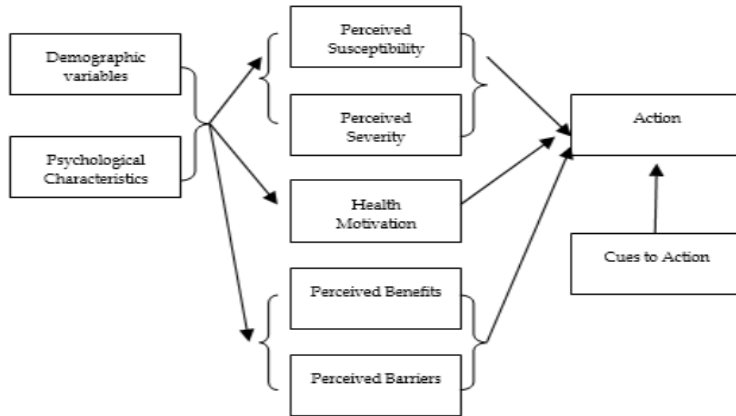 Demographic
variables
Psychological
Characteristics
Perceived
Susceptibility
Perceived
Severity
Health
Motivation
Perceived Benefits
Perceived Barriers
Action
Cues to Action